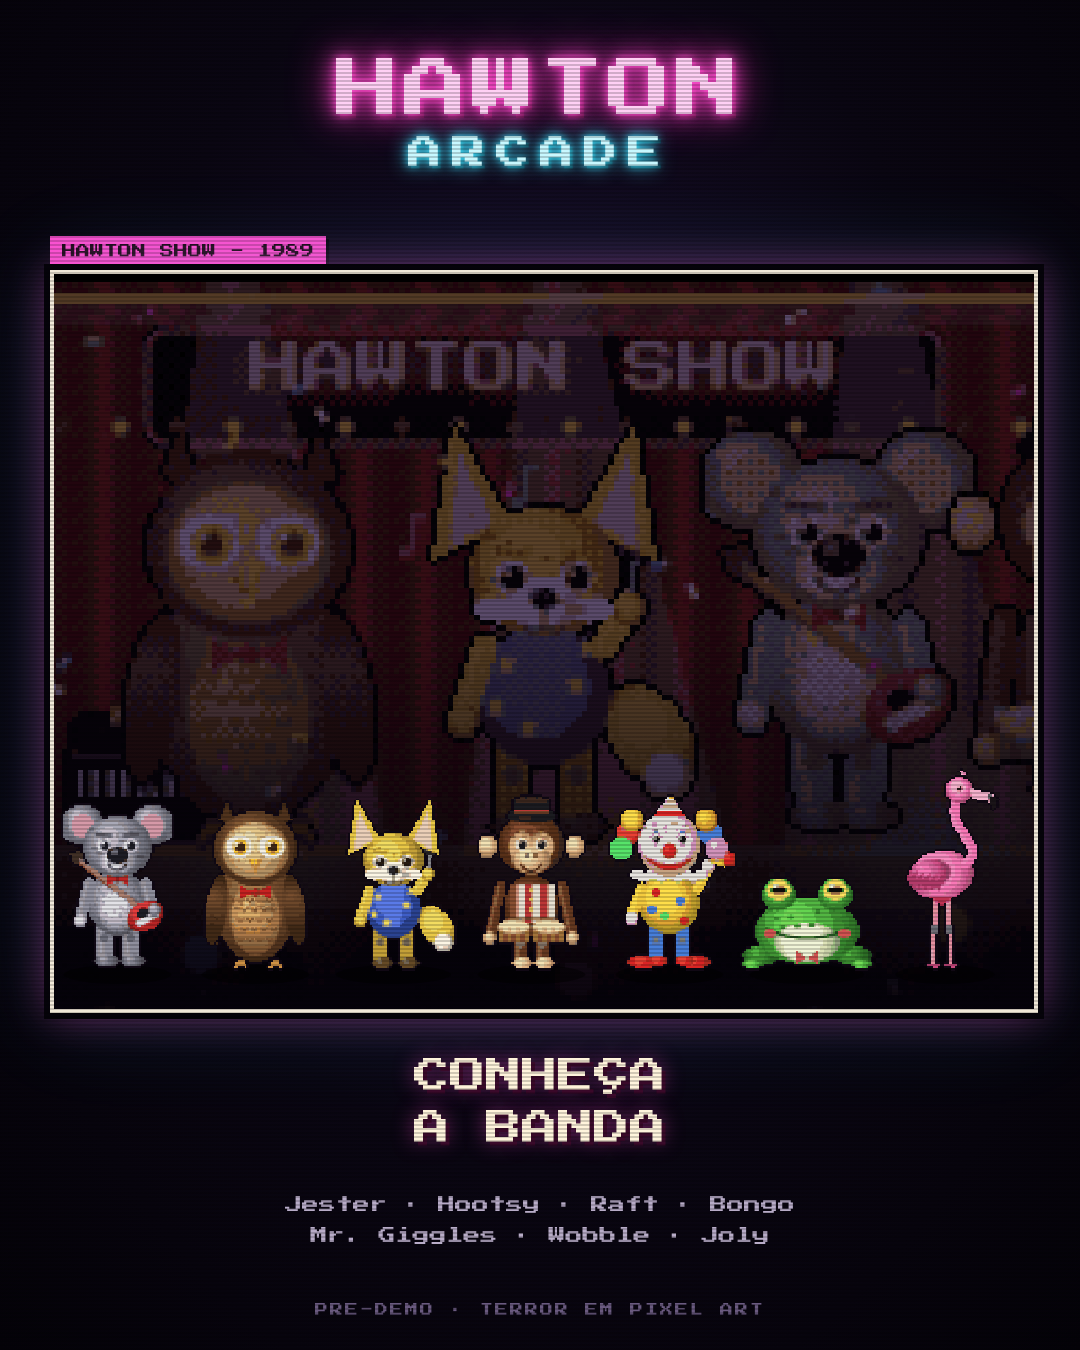 HAWTON
ARCADE
HAWTON SHOW - 1989
HAWTON SHOW
CONHEÇA
A BANDA
Jester · Hootsy · Raft · Bongo
Mr. Giggles · Wobble · Joly
PRE-DEMO · TERROR EM PIXEL ART